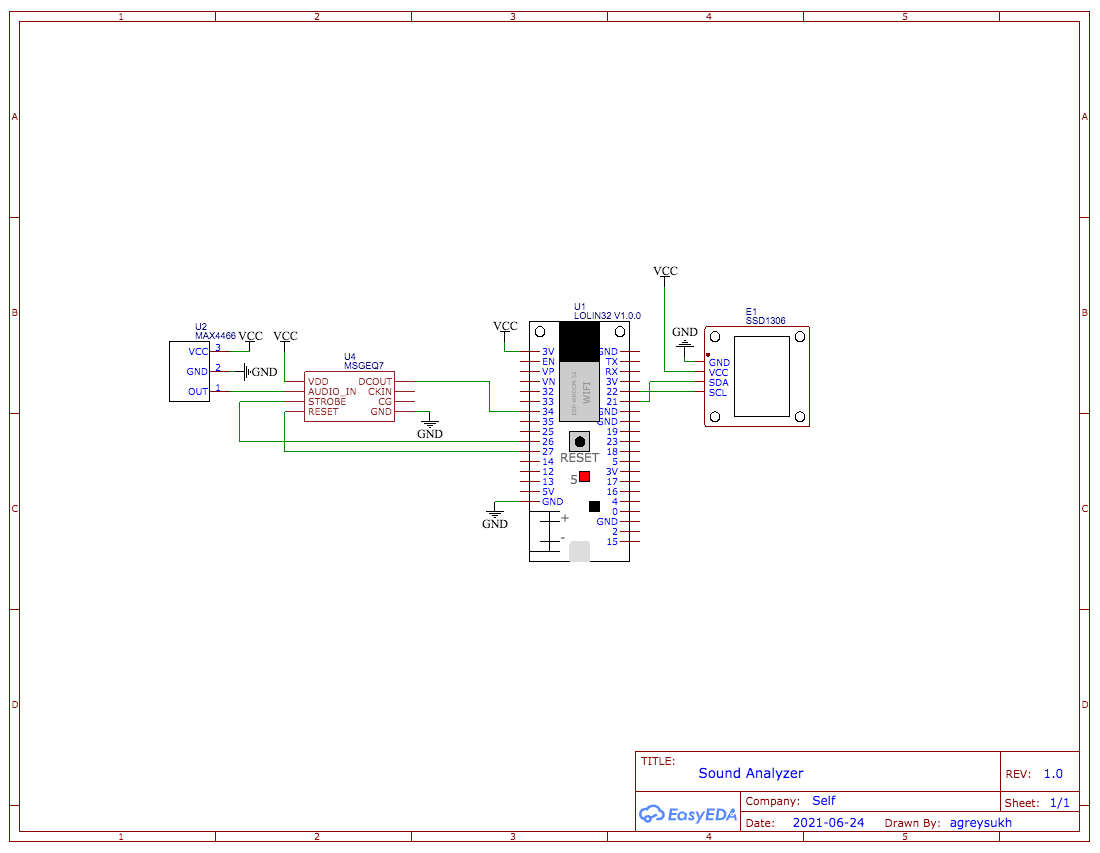 1 2 3 4 5
A A
B B
C C
D D
VCC
U1
LOLIN32 V1.0.0
E1
SSD1306
U2
MAX4466
VCC
VCC
VCC
GND
VCC 3
GND 2
OUT 1
GND
U4
MSGEQ7
VDD DCOUT
AUDIO_IN CKIN
STROBE CG
RESET GND
GND
3V GND
EN TX
VP RX
VN 3V
32 22
33 21
34 GND
35 GND
25 19
26 23
27 18
14 5
12 3V
13 17
5V 16
GND 4
0
GND
2
15
ESP-WROOM-32
WIFI
RESET
5
+
-
GND
GND
VCC
SDA
SCL
TITLE:
Sound Analyzer
REV: 1.0
EasyEDA
Company: Self
Sheet: 1/1
Date: 2021-06-24 Drawn By: agreysukh
1 2 3 4 5